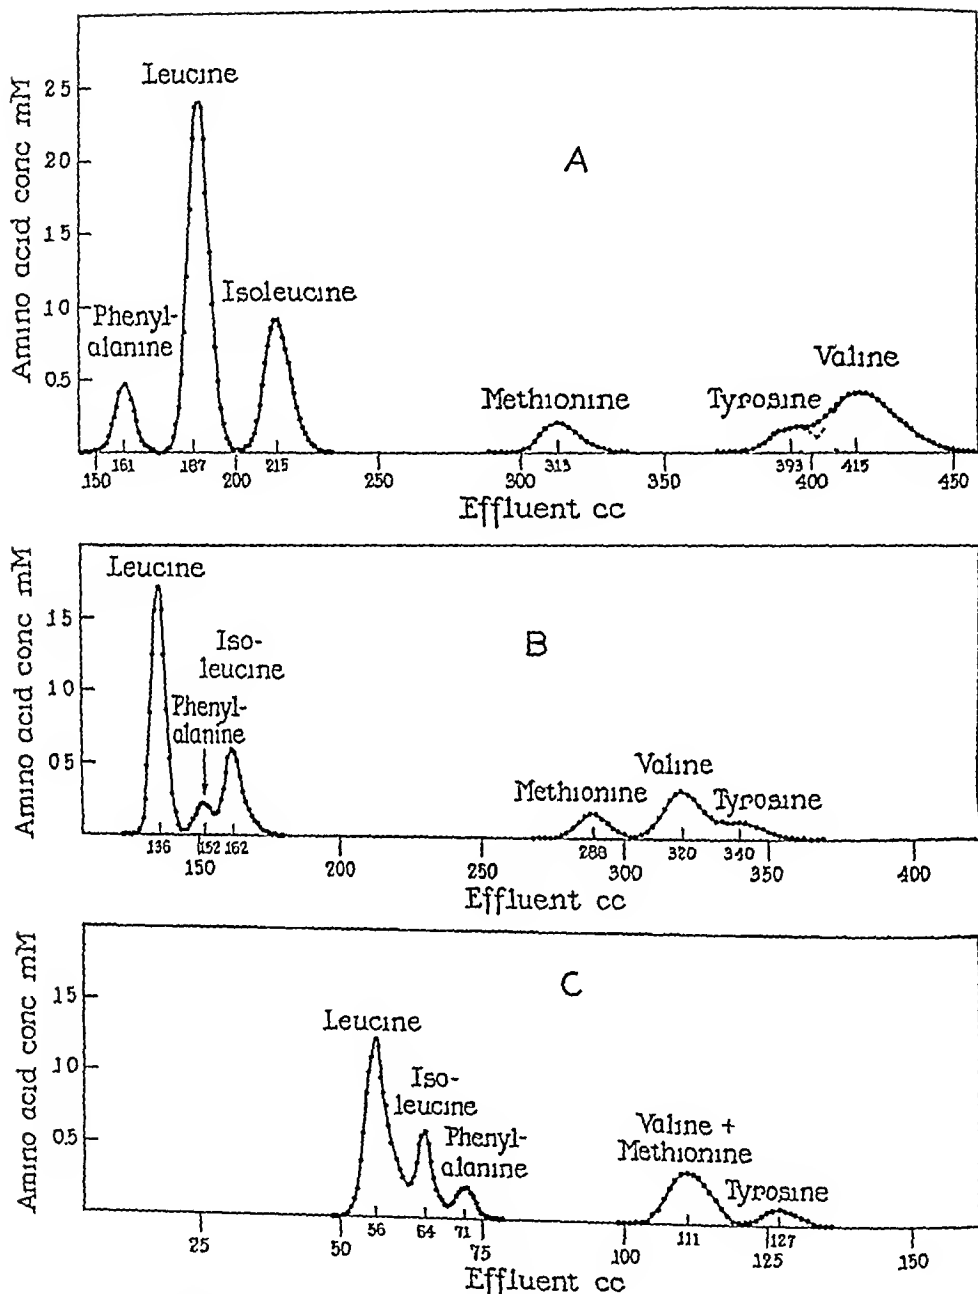 Amino acid conc mM
2 5
2 0
1 5
1 0
0.5
Leucine
A
Phenyl-
alanine
Isoleucine
Methionine
Tyrosine
Valine
161
187
215
313
393
415
150
200
250
300
350
400
450
Effluent cc
Amino acid conc mM
1 5
1 0
0 5
Leucine
B
Iso-
leucine
Phenyl-
alanine
Methionine
Valine
Tyrosine
136
152
162
288
320
340
150
200
250
300
350
400
Effluent cc
Amino acid conc mM
1 5
1 0
0.5
C
Leucine
Iso-
leucine
Phenyl-
alanine
Valine +
Methionine
Tyrosine
56
64
71
111
127
25
50
75
100
125
150
Effluent cc